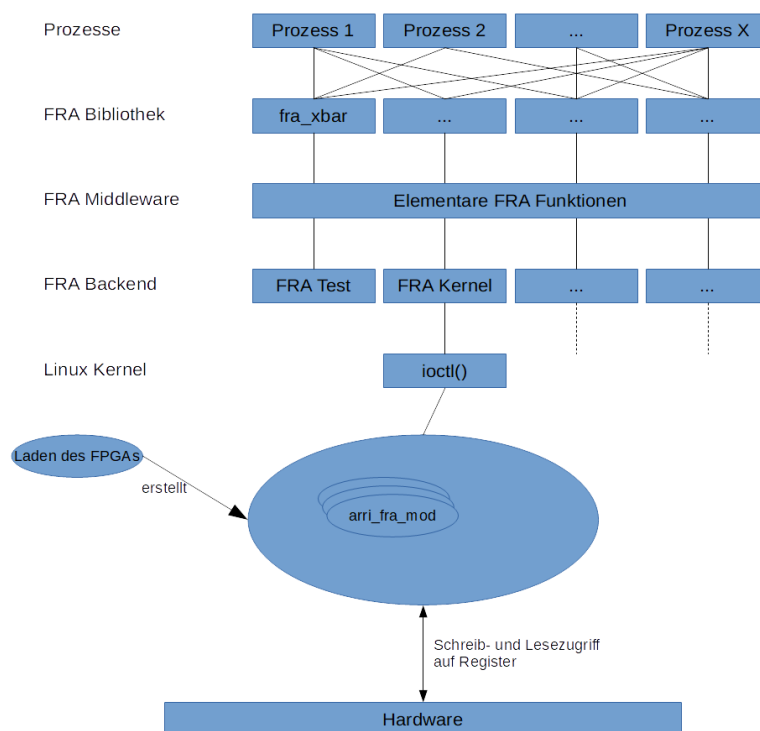 Prozesse
Prozess 1
Prozess 2
...
Prozess X
FRA Bibliothek
fra_xbar
...
...
...
FRA Middleware
Elementare FRA Funktionen
FRA Backend
FRA Test
FRA Kernel
...
...
Linux Kernel
ioctl()
Laden des FPGAs
erstellt
arri_fra_mod
Schreib- und Lesezugriff
auf Register
Hardware